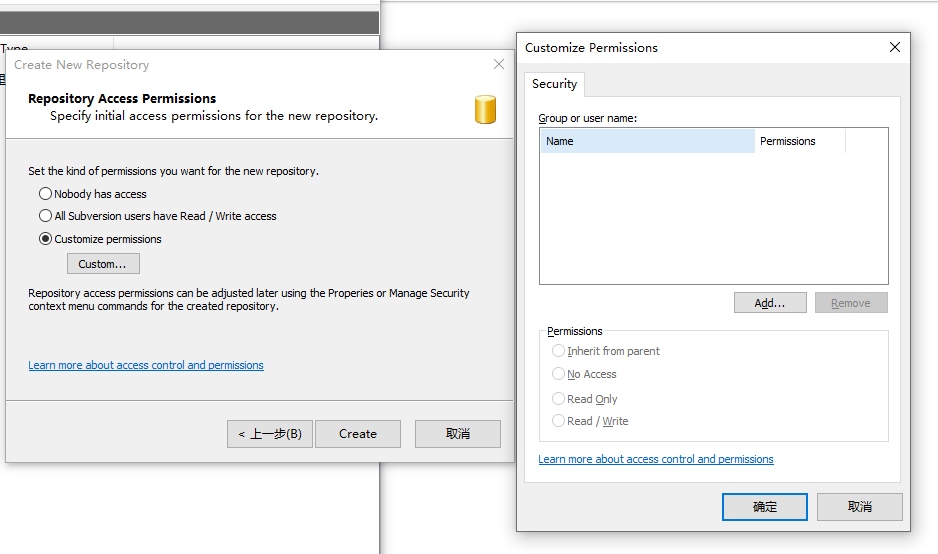 Type
Create New Repository
Repository Access Permissions
Specify initial access permissions for the new repository.
Set the kind of permissions you want for the new repository.
Nobody has access
All Subversion users have Read / Write access
Customize permissions
Custom...
Repository access permissions can be adjusted later using the Properies or Manage Security
context menu commands for the created repository.
Learn more about access control and permissions
< 上一步(B)
Create
取消
Customize Permissions
Security
Group or user name:
Name
Permissions
Add...
Remove
Permissions
Inherit from parent
No Access
Read Only
Read / Write
Learn more about access control and permissions
确定
取消